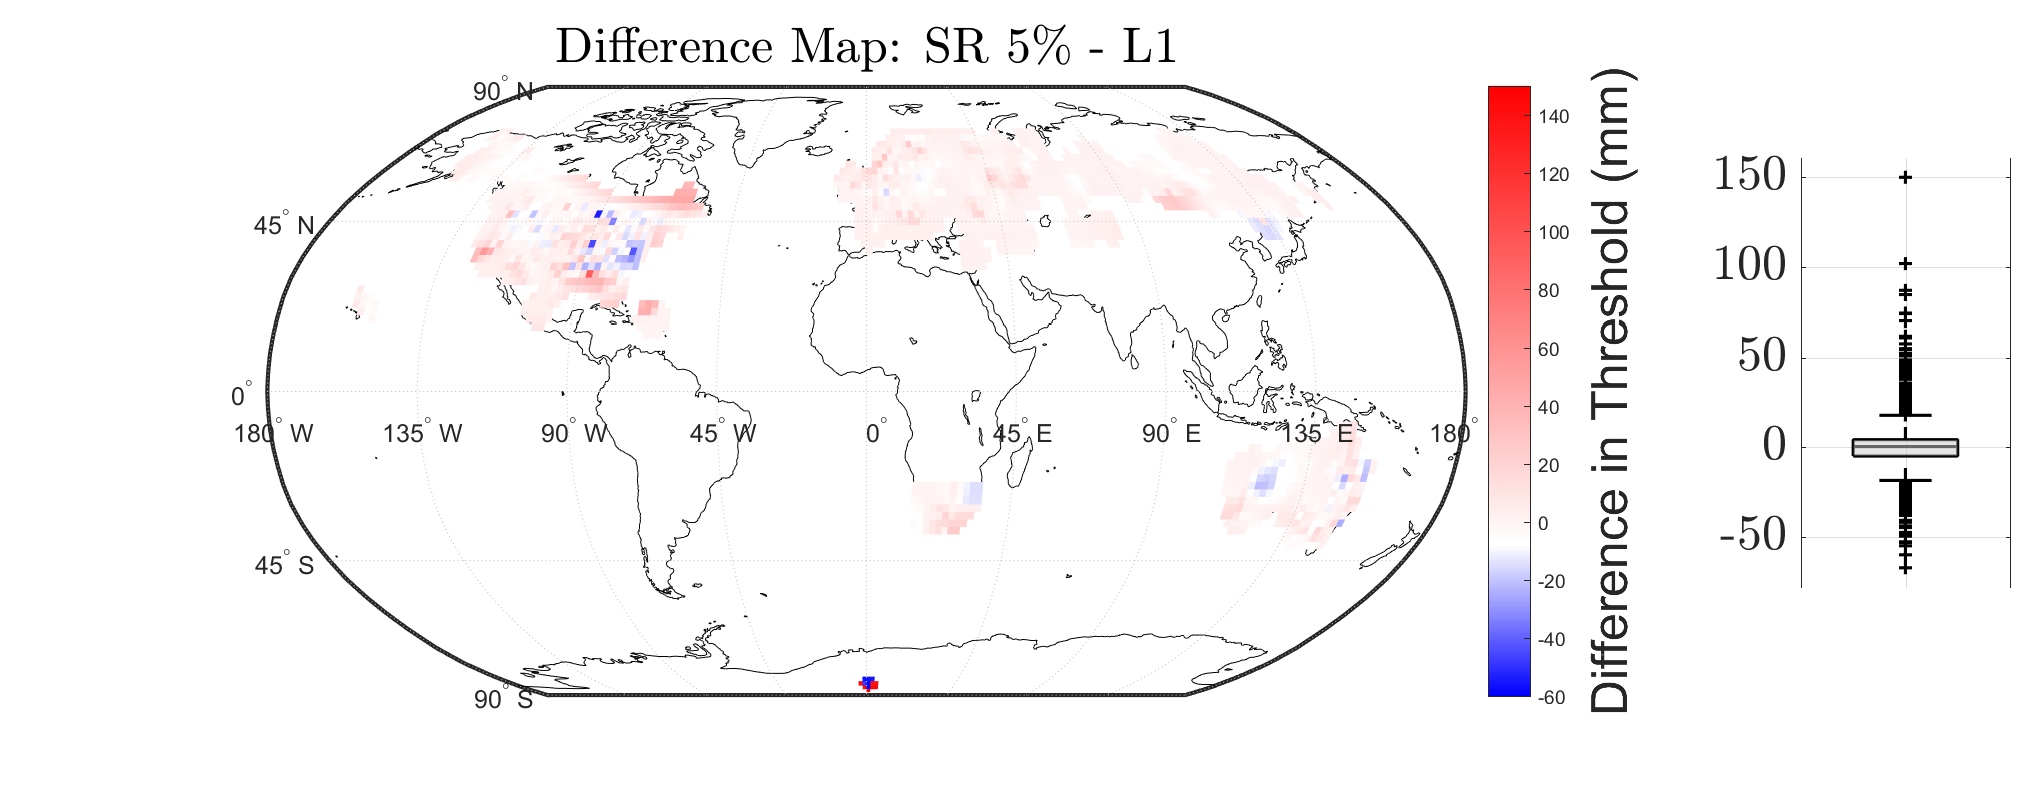 Difference Map: SR 5% - L1
90° N
45° N
0°
180° W
135° W
90° W
45° W
0°
45° E
90° E
135° E
180°
45° S
90° S
140
120
100
80
60
40
20
0
-20
-40
-60
Difference in Threshold (mm)
150
100
50
0
-50